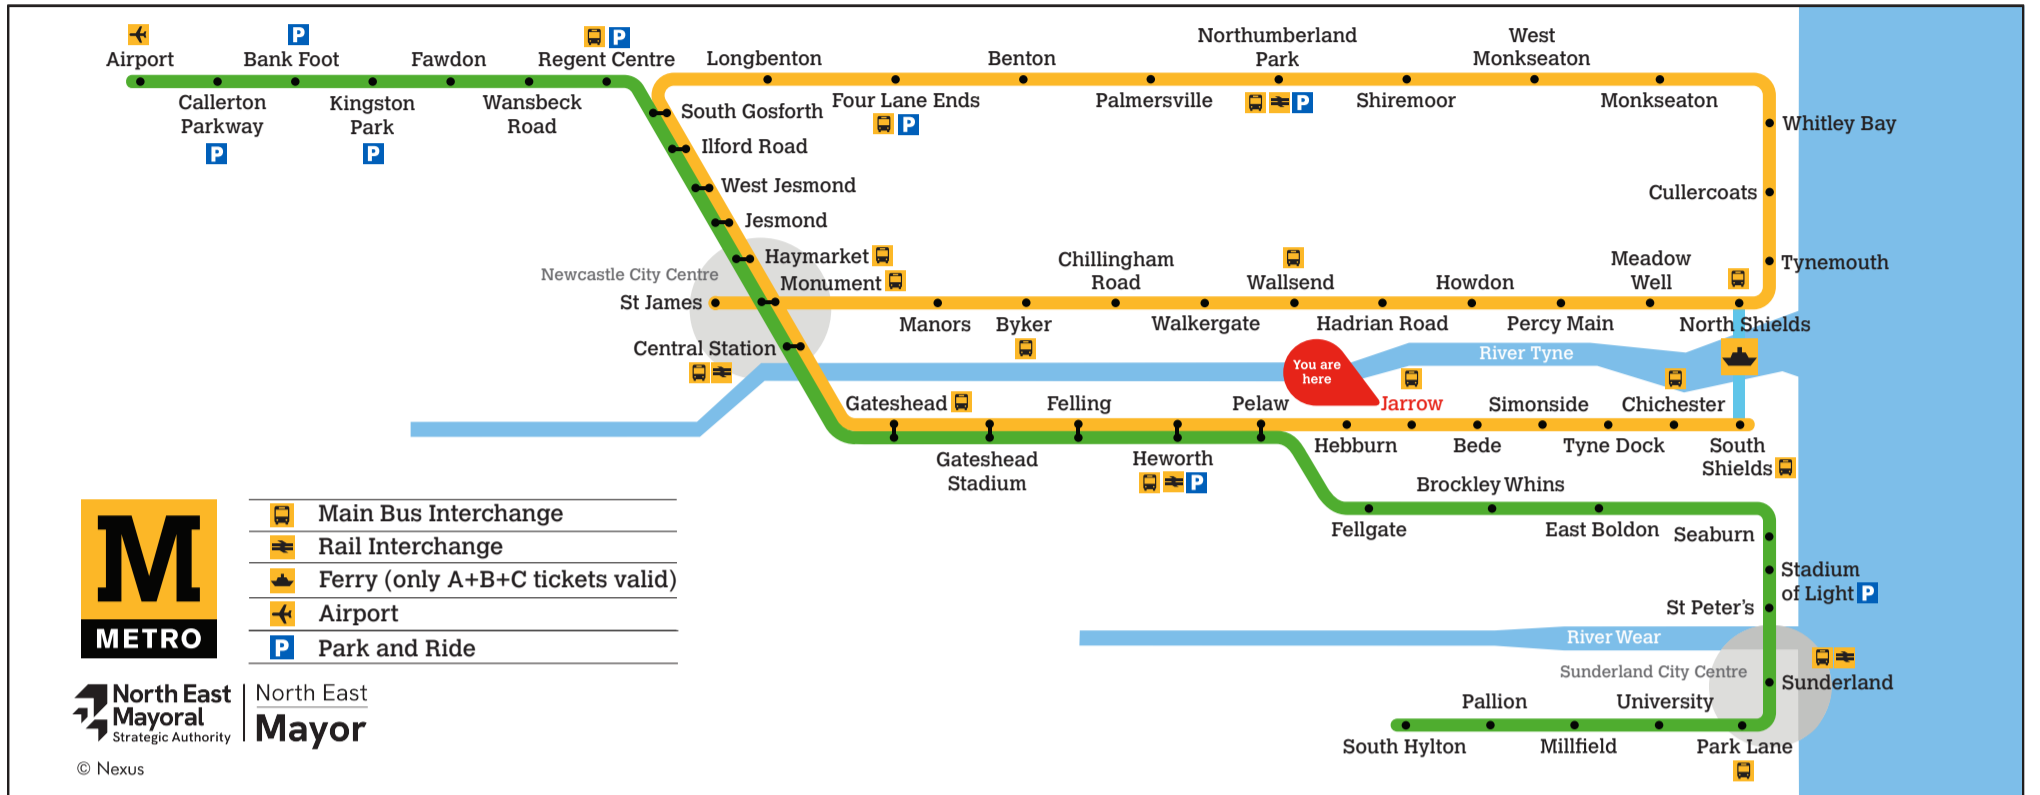 Airport
Callerton
Parkway
P
Bank Foot
P
Kingston
Park
P
Fawdon
Wansbeck
Road
Regent Centre
P
Longbenton
Four Lane Ends
P
Benton
Palmersville
Northumberland
Park
P
Shiremoor
West
Monkseaton
Monkseaton
Whitley Bay
Cullercoats
Tynemouth
South Gosforth
Ilford Road
West Jesmond
Jesmond
Haymarket
Newcastle City Centre
Monument
St James
Central Station
Manors
Byker
Chillingham
Road
Walkergate
Wallsend
Hadrian Road
Howdon
Percy Main
Meadow
Well
North Shields
River Tyne
You are
here
Gateshead
Gateshead
Stadium
Felling
Heworth
P
Pelaw
Hebburn
Jarrow
Bede
Simonside
Tyne Dock
Chichester
South
Shields
Fellgate
Brockley Whins
East Boldon
Seaburn
Stadium
of Light P
St Peter's
River Wear
Sunderland City Centre
Sunderland
Park Lane
University
Millfield
Pallion
South Hylton
M
METRO
Main Bus Interchange
Rail Interchange
Ferry (only A+B+C tickets valid)
Airport
P Park and Ride
North East
Mayoral
Strategic Authority
North East
Mayor
© Nexus